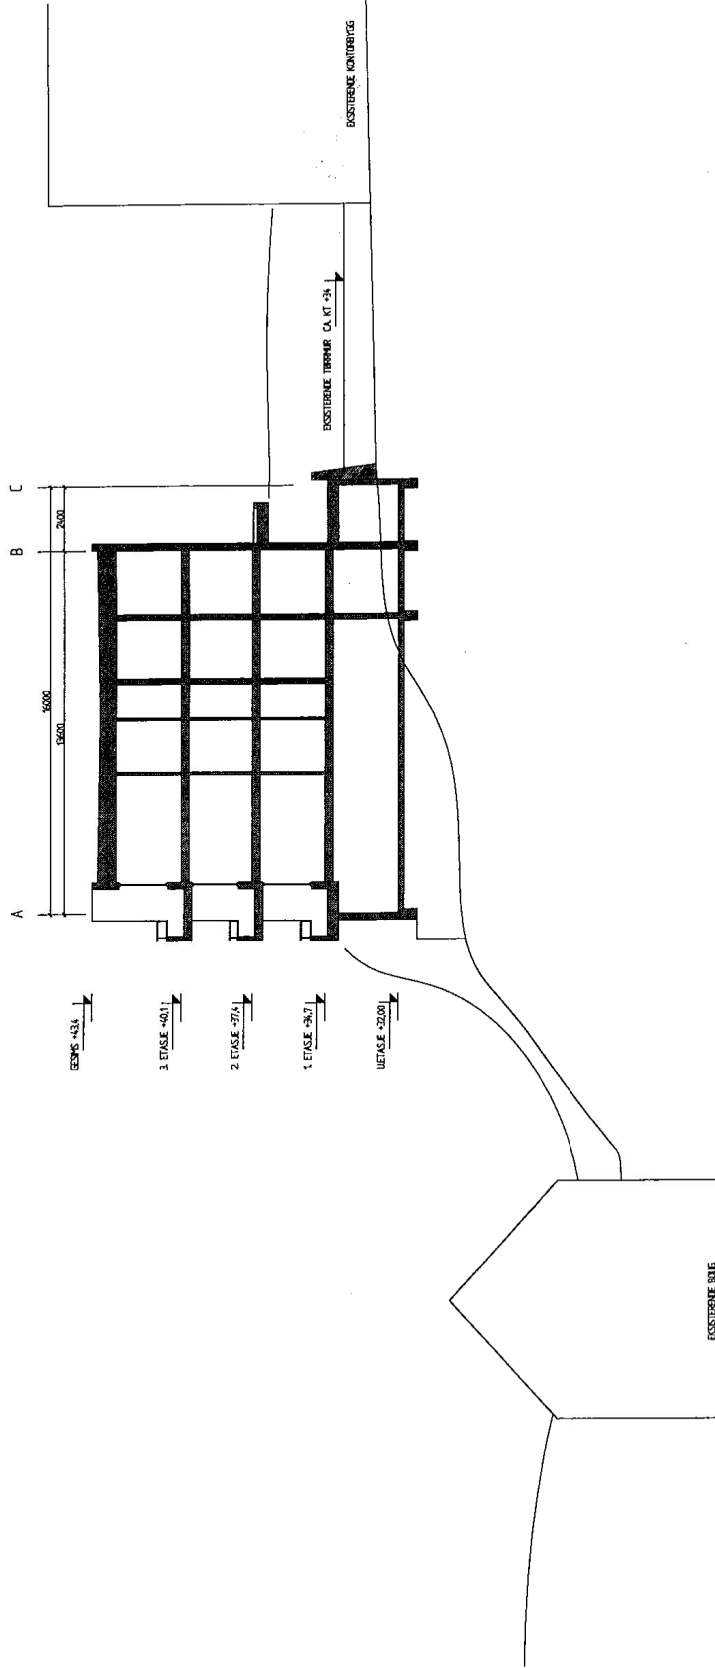 A
B
C
16000
13600
2400
GESIMS +43,4
3. ETASJE +40,1
2. ETASJE +37,4
1. ETASJE +34,7
U.ETASJE +32,00
EKSISTERENDE TØRRMUR CA. KT +34
EKSISTERENDE KONTORBYGG
EKSISTERENDE BOLIG